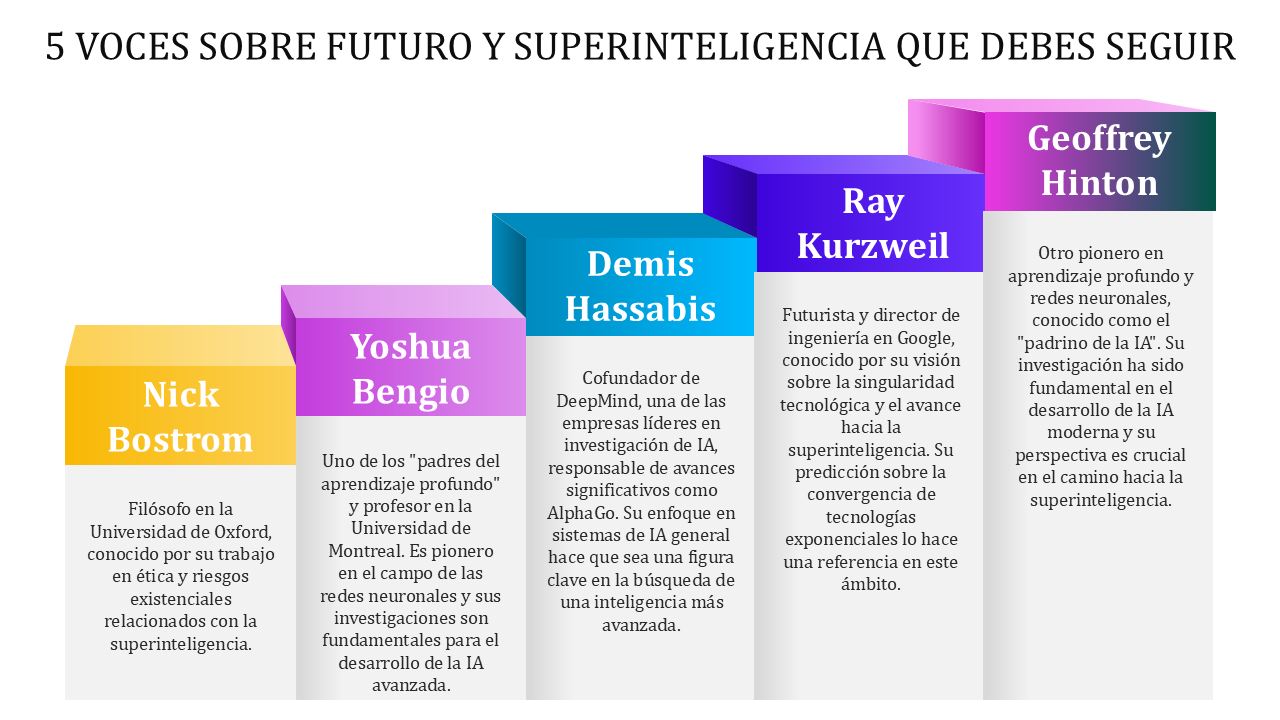 5 VOCES SOBRE FUTURO Y SUPERINTELIGENCIA QUE DEBES SEGUIR
Nick
Bostrom
Filósofo en la
Universidad de Oxford,
conocido por su trabajo
en ética y riesgos
existenciales
relacionados con la
superinteligencia.
Yoshua
Bengio
Uno de los "padres del
aprendizaje profundo"
y profesor en la
Universidad de
Montreal. Es pionero
en el campo de las
redes neuronales y sus
investigaciones son
fundamentales para el
desarrollo de la IA
avanzada.
Demis
Hassabis
Cofundador de
DeepMind, una de las
empresas líderes en
investigación de IA,
responsable de avances
significativos como
AlphaGo. Su enfoque en
sistemas de IA general
hace que sea una figura
clave en la búsqueda de
una inteligencia más
avanzada.
Ray
Kurzweil
Futurista y director de
ingeniería en Google,
conocido por su visión
sobre la singularidad
tecnológica y el avance
hacia la
superinteligencia. Su
predicción sobre la
convergencia de
tecnologías
exponenciales lo hace
una referencia en este
ámbito.
Geoffrey
Hinton
Otro pionero en
aprendizaje profundo y
redes neuronales,
conocido como el
"padrino de la IA". Su
investigación ha sido
fundamental en el
desarrollo de la IA
moderna y su
perspectiva es crucial
en el camino hacia la
superinteligencia.